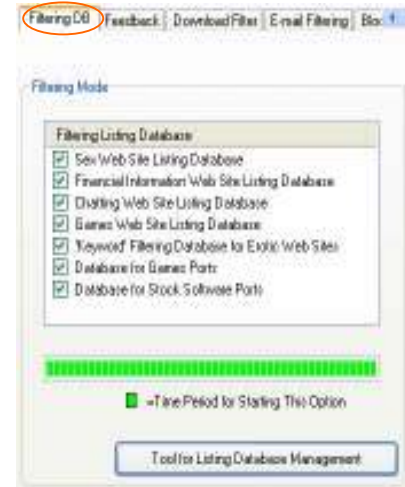 Filtering DB Feedback Download Filter E-mail Filtering Bloc
Filtering Mode
Filtering Listing Database
Sex Web Site Listing Database
Financial Information Web Site Listing Database
Chatting Web Site Listing Database
Games Web Site Listing Database
'Keyword' Filtering Database for Erotic Web Sites
Database for Games Ports
Database for Stock Software Ports
=Time Period for Starting This Option
Tool for Listing Database Management